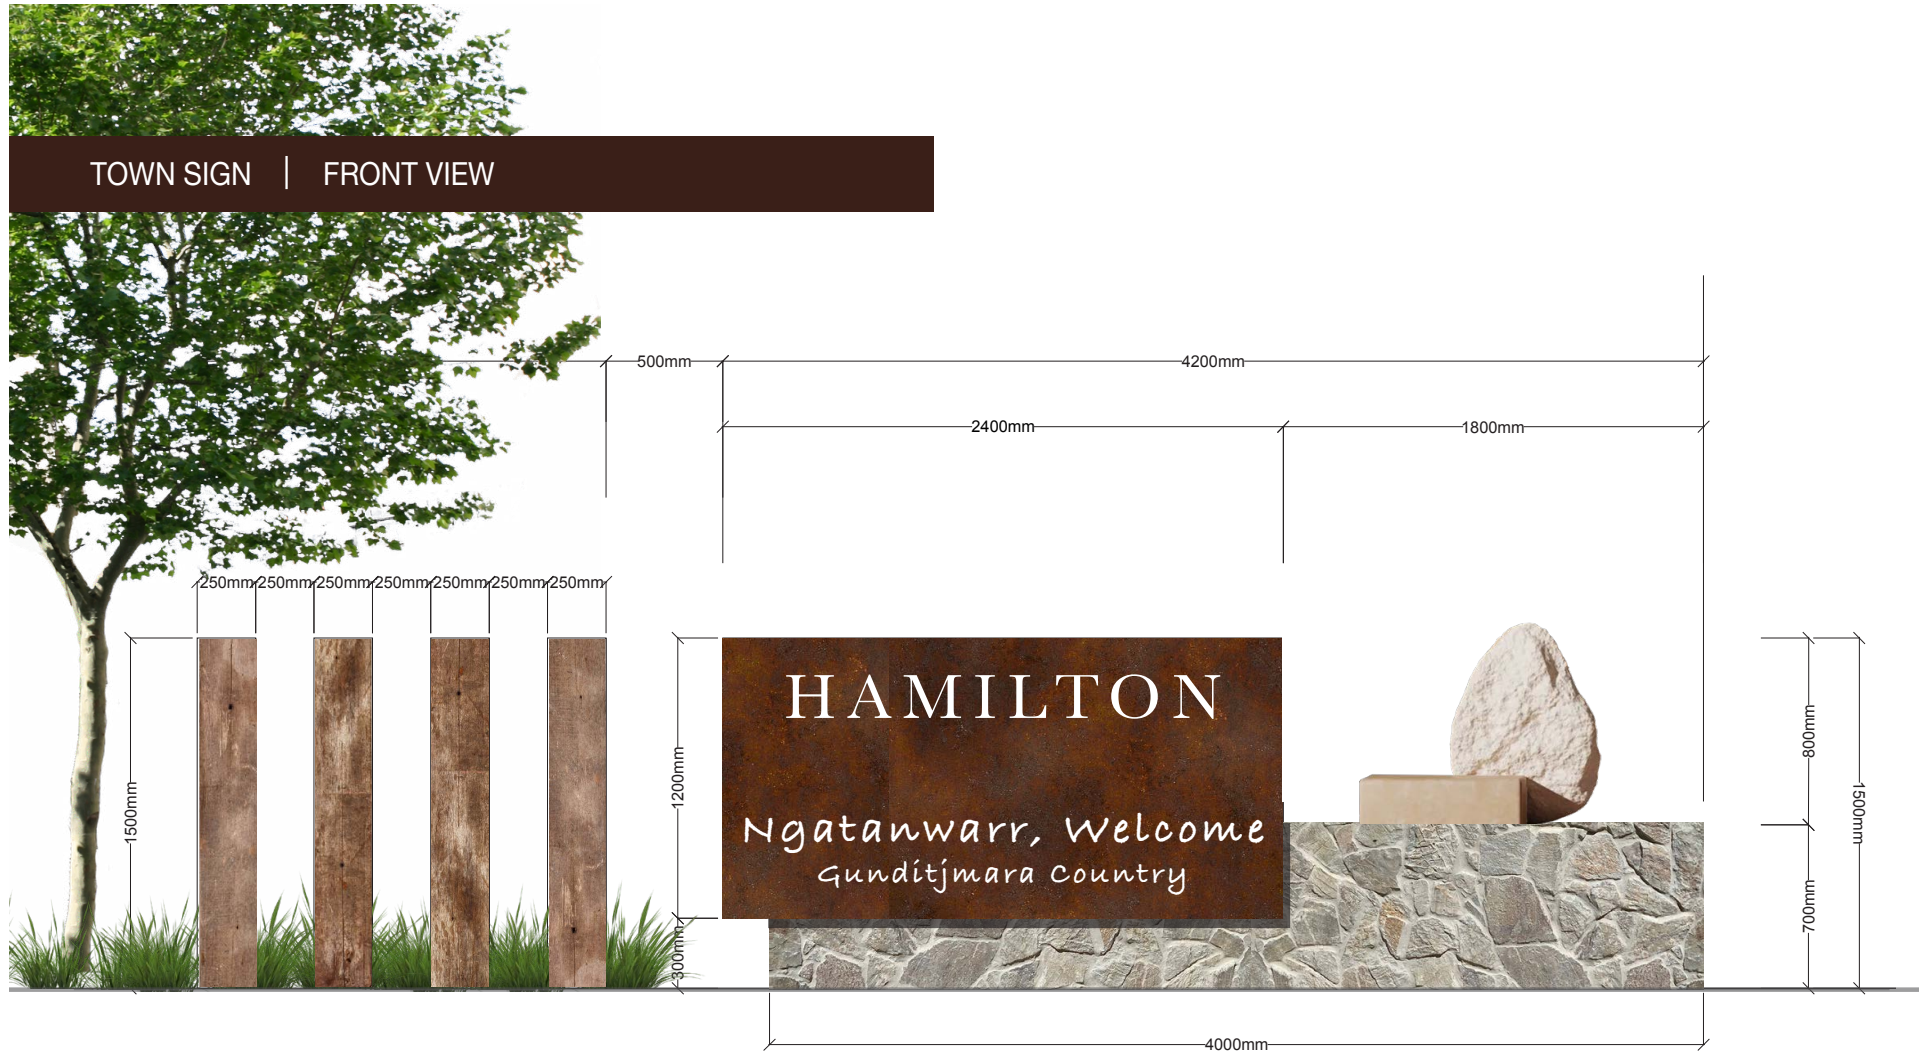 TOWN SIGN | FRONT VIEW
500mm
4200mm
2400mm
1800mm
250mm 250mm 250mm 250mm 250mm 250mm 250mm
HAMILTON
Ngatanwarr, Welcome
Gunditjmara Country
1500mm
1200mm
300mm
800mm
700mm
1500mm
4000mm